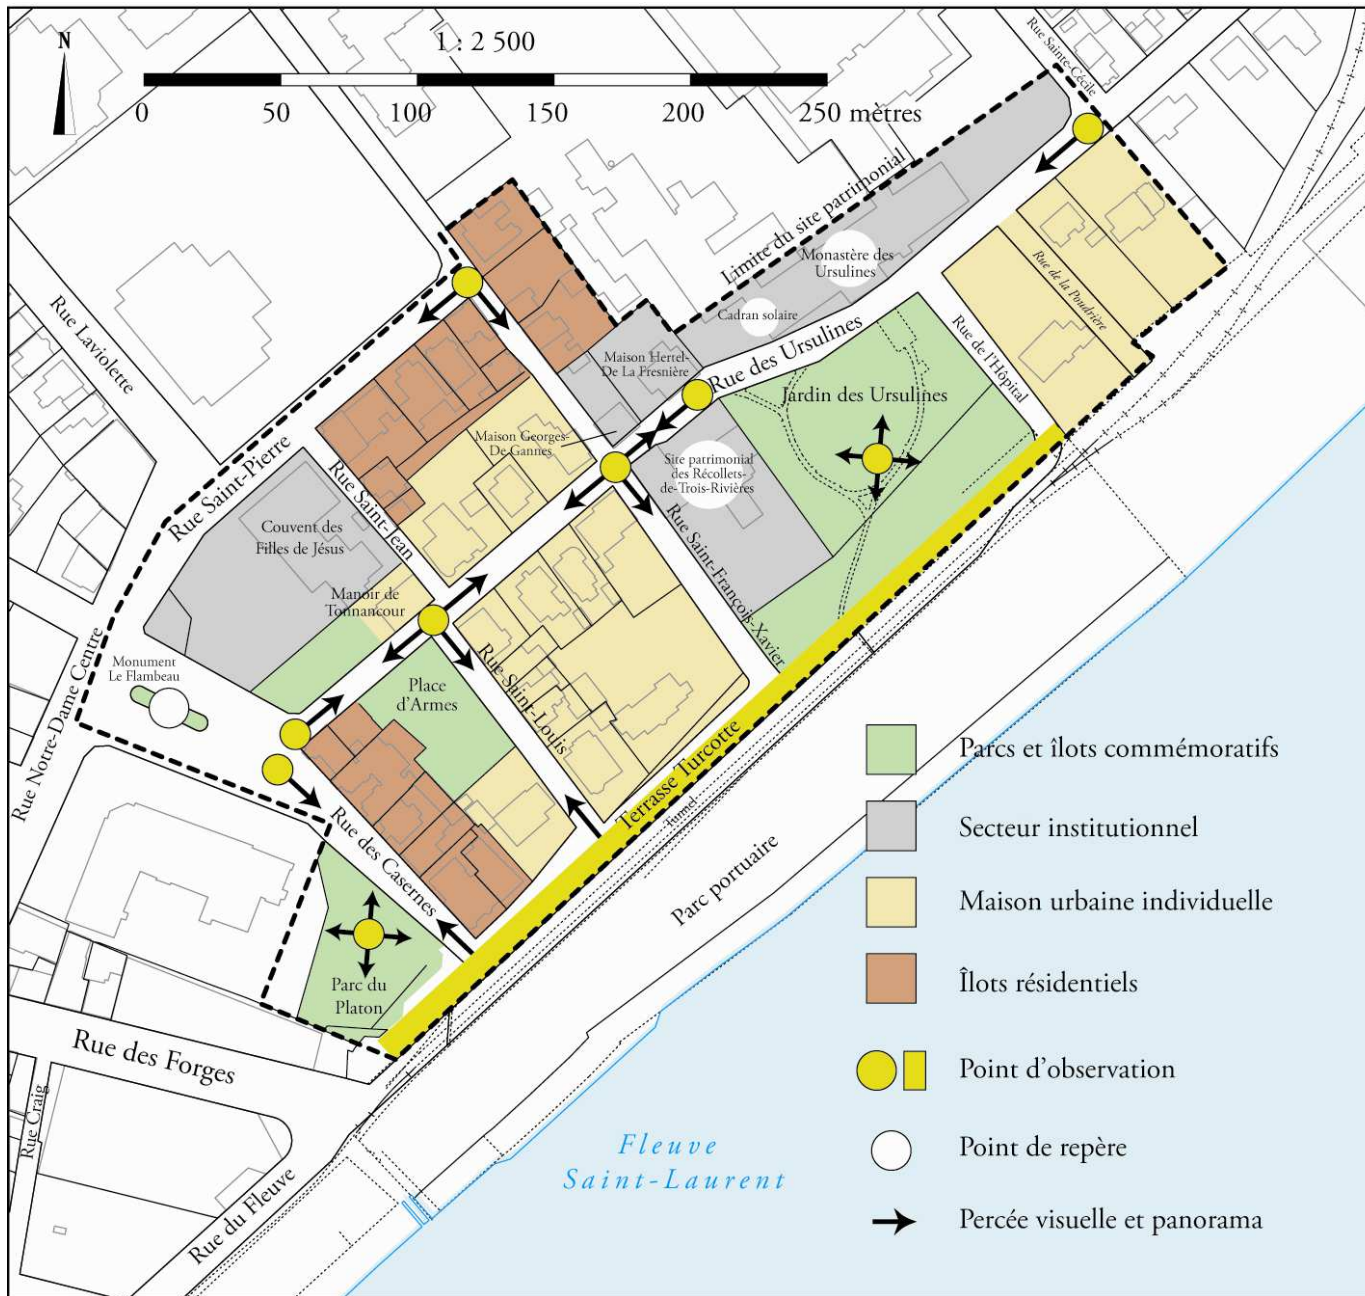 N
1 : 2 500
0 50 100 150 200 250 mètres
Rue Sainte-Cécile
Limite du site patrimonial
Monastère des
Ursulines
Cadran solaire
Rue de la Poudrière
Rue Laviolette
Maison Hertel-
De La Fresnière
Rue des Ursulines
Rue de l'Hôpital
Jardin des Ursulines
Maison Georges-
De Gannes
Site patrimonial
des Récollets-
de-Trois-Rivières
Rue Saint-Pierre
Rue Saint-Jean
Couvent des
Filles de Jésus
Rue Saint-François-Xavier
Manoir de
Tonnancour
Monument
Le Flambeau
Place
d'Armes
Rue Saint-Louis
Rue Notre-Dame Centre
Terrasse Turcotte
Tunnel
Rue des Casernes
Parc portuaire
Parc du
Platon
Rue des Forges
Rue Craig
Rue du Fleuve
Fleuve
Saint-Laurent
Parcs et îlots commémoratifs
Secteur institutionnel
Maison urbaine individuelle
Îlots résidentiels
Point d'observation
Point de repère
Percée visuelle et panorama